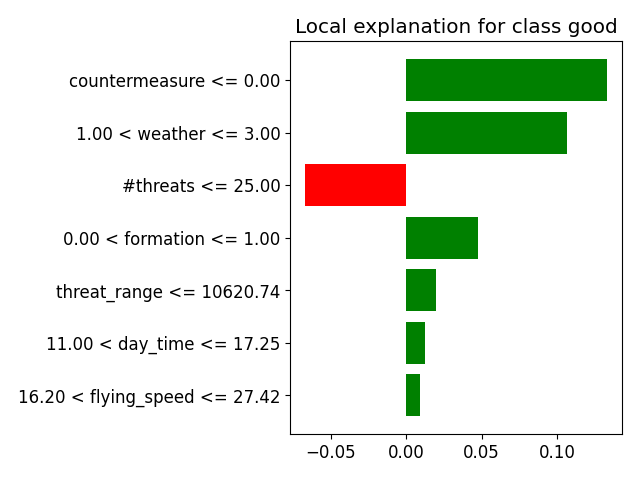 Local explanation for class good
countermeasure <= 0.00
1.00 < weather <= 3.00
#threats <= 25.00
0.00 < formation <= 1.00
threat_range <= 10620.74
11.00 < day_time <= 17.25
16.20 < flying_speed <= 27.42
−0.05 0.00 0.05 0.10